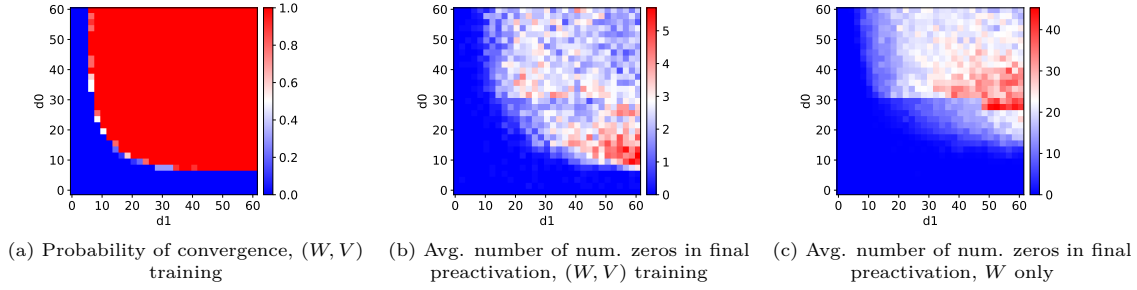 60
50
40
30
20
10
0
d0
0 10 20 30 40 50 60
d1
1.0
0.8
0.6
0.4
0.2
0.0
60
50
40
30
20
10
0
d0
0 10 20 30 40 50 60
d1
5
4
3
2
1
0
60
50
40
30
20
10
0
d0
0 10 20 30 40 50 60
d1
40
30
20
10
0
(a) Probability of convergence, (W, V)
training
(b) Avg. number of num. zeros in final
preactivation, (W, V) training
(c) Avg. number of num. zeros in final
preactivation, W only